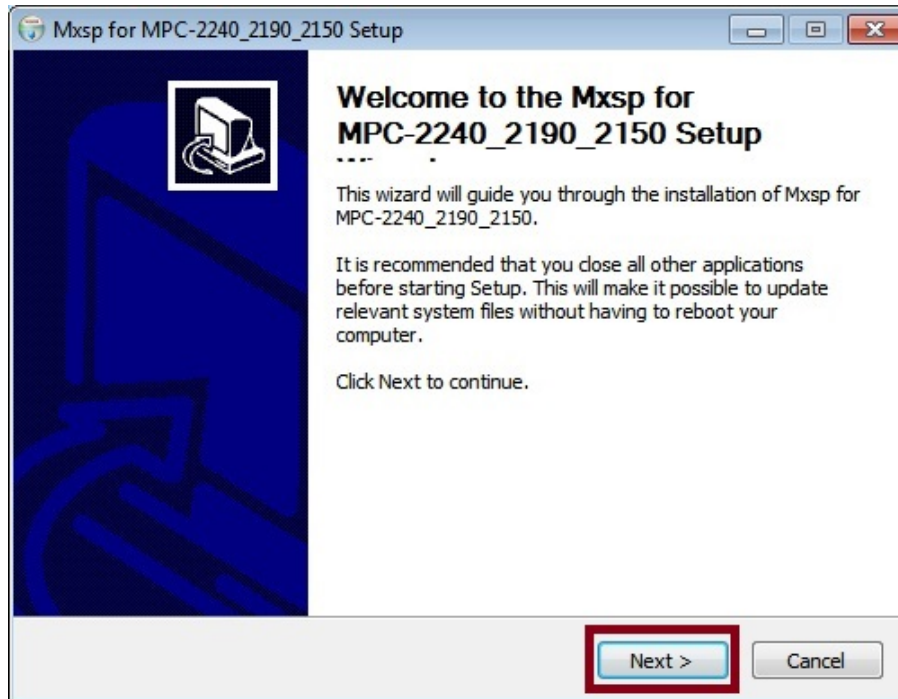 Mxsp for MPC-2240_2190_2150 Setup
Welcome to the Mxsp for
MPC-2240_2190_2150 Setup
This wizard will guide you through the installation of Mxsp for
MPC-2240_2190_2150.
It is recommended that you close all other applications
before starting Setup. This will make it possible to update
relevant system files without having to reboot your
computer.
Click Next to continue.
Next >
Cancel